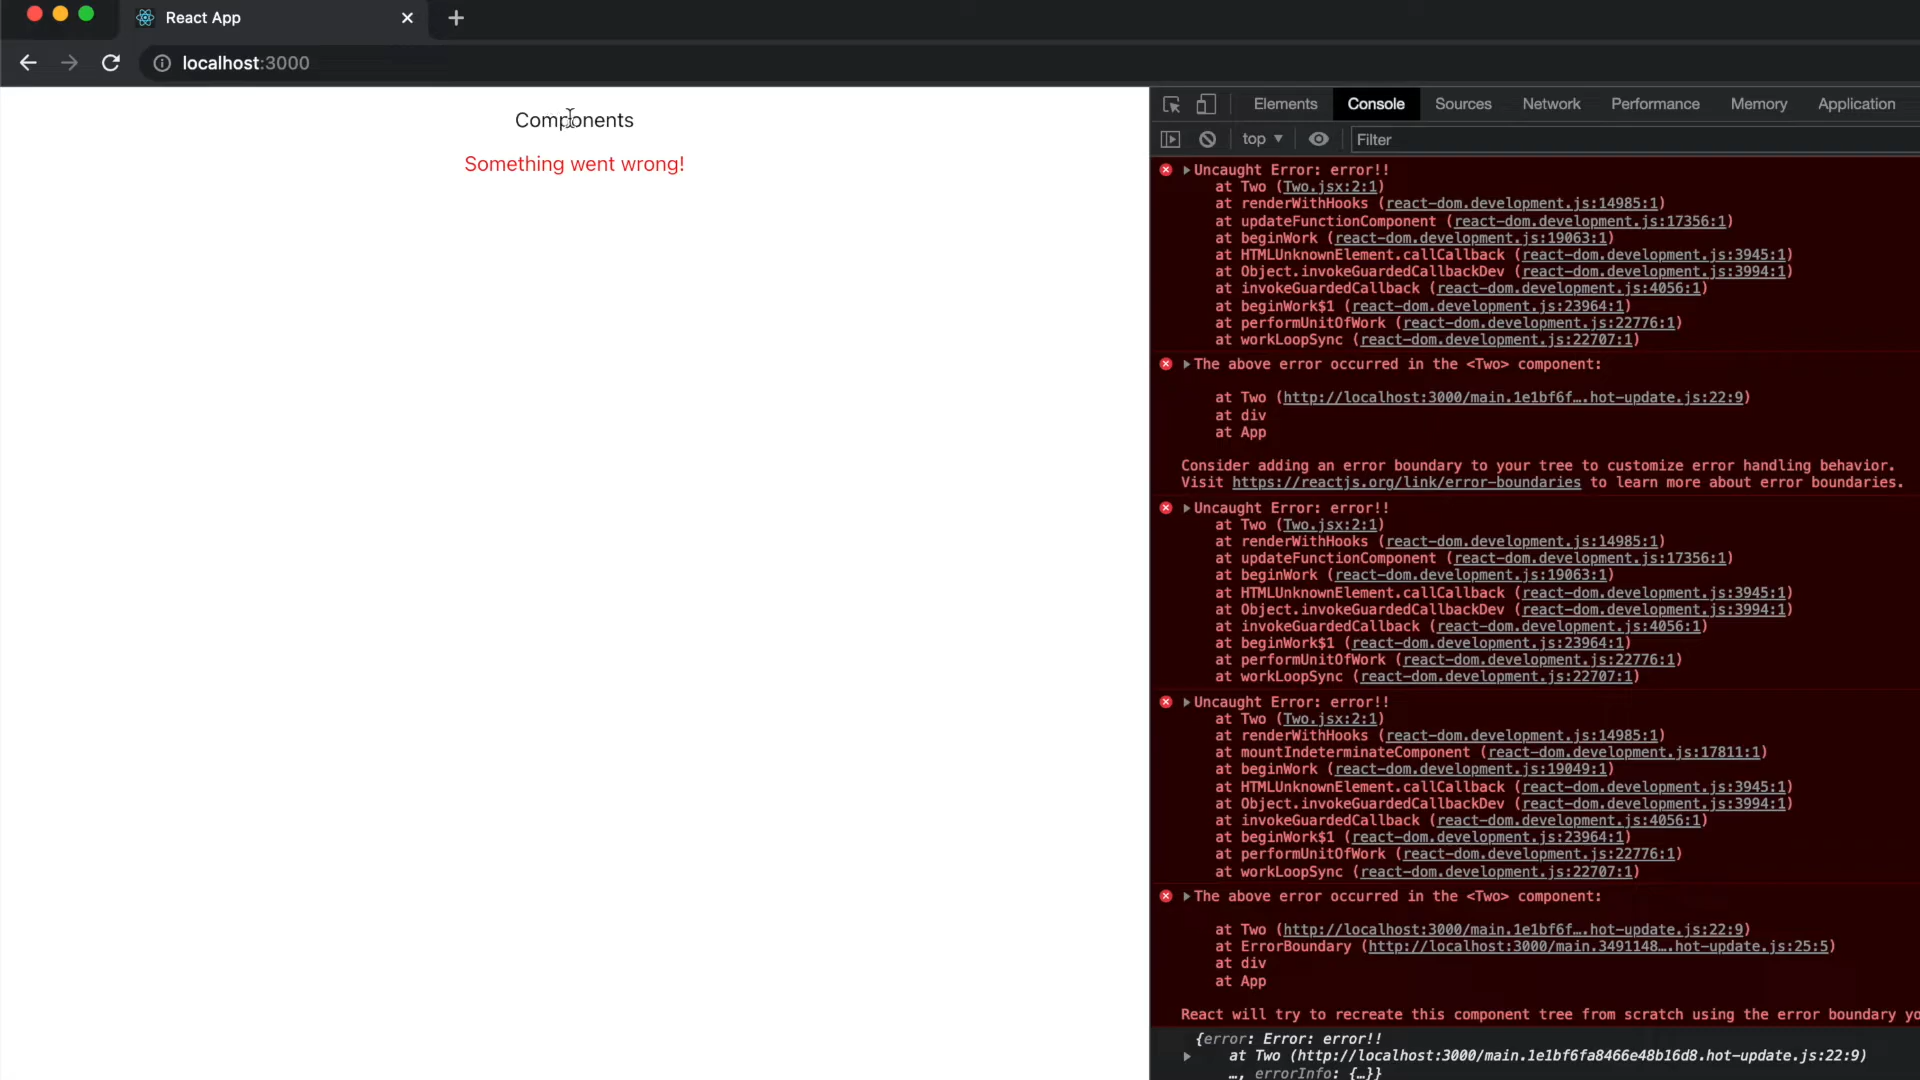 React App
localhost:3000
Components
Something went wrong!
Elements Console Sources Network Performance Memory Application
top ▼ Filter
Uncaught Error: error!!
at Two (Two.jsx:2:1)
at renderWithHooks (react-dom.development.js:14985:1)
at updateFunctionComponent (react-dom.development.js:17356:1)
at beginWork (react-dom.development.js:19063:1)
at HTMLUnknownElement.callCallback (react-dom.development.js:3945:1)
at Object.invokeGuardedCallbackDev (react-dom.development.js:3994:1)
at invokeGuardedCallback (react-dom.development.js:4056:1)
at beginWork$1 (react-dom.development.js:23964:1)
at performUnitOfWork (react-dom.development.js:22776:1)
at workLoopSync (react-dom.development.js:22707:1)
The above error occurred in the <Two> component:
at Two (http://localhost:3000/main.1e1bf6f….hot-update.js:22:9)
at div
at App
Consider adding an error boundary to your tree to customize error handling behavior.
Visit https://reactjs.org/link/error-boundaries to learn more about error boundaries.
Uncaught Error: error!!
at Two (Two.jsx:2:1)
at renderWithHooks (react-dom.development.js:14985:1)
at updateFunctionComponent (react-dom.development.js:17356:1)
at beginWork (react-dom.development.js:19063:1)
at HTMLUnknownElement.callCallback (react-dom.development.js:3945:1)
at Object.invokeGuardedCallbackDev (react-dom.development.js:3994:1)
at invokeGuardedCallback (react-dom.development.js:4056:1)
at beginWork$1 (react-dom.development.js:23964:1)
at performUnitOfWork (react-dom.development.js:22776:1)
at workLoopSync (react-dom.development.js:22707:1)
Uncaught Error: error!!
at Two (Two.jsx:2:1)
at renderWithHooks (react-dom.development.js:14985:1)
at mountIndeterminateComponent (react-dom.development.js:17811:1)
at beginWork (react-dom.development.js:19049:1)
at HTMLUnknownElement.callCallback (react-dom.development.js:3945:1)
at Object.invokeGuardedCallbackDev (react-dom.development.js:3994:1)
at invokeGuardedCallback (react-dom.development.js:4056:1)
at beginWork$1 (react-dom.development.js:23964:1)
at performUnitOfWork (react-dom.development.js:22776:1)
at workLoopSync (react-dom.development.js:22707:1)
The above error occurred in the <Two> component:
at Two (http://localhost:3000/main.1e1bf6f….hot-update.js:22:9)
at ErrorBoundary (http://localhost:3000/main.3491148….hot-update.js:25:5)
at div
at App
React will try to recreate this component tree from scratch using the error boundary yo
{error: Error: error!!
at Two (http://localhost:3000/main.1e1bf6fa8466e48b16d8.hot-update.js:22:9)
…, errorInfo: {…}}